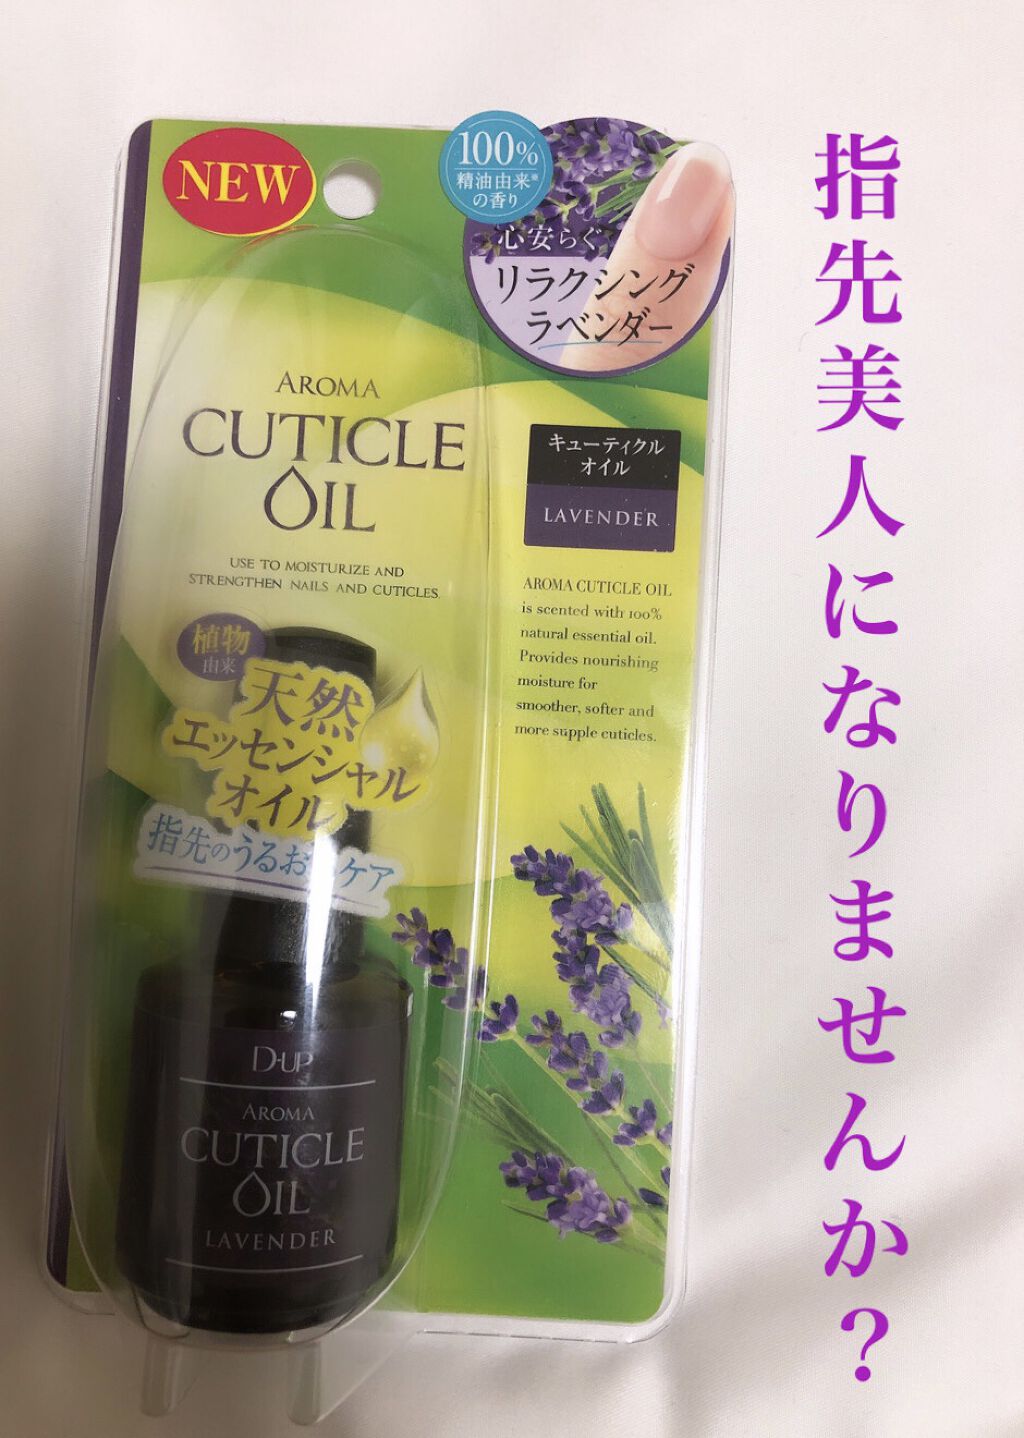 NEW
100%
精油由来※
の香り
心安らぐ
リラクシング
ラベンダー
AROMA
CUTICLE
OIL
USE TO MOISTURIZE AND
STRENGTHEN NAILS AND CUTICLES
キューティクル
オイル
LAVENDER
AROMA CUTICLE OIL
is scented with 100%
natural essential oil.
Provides nourishing
moisture for
smoother, softer and
more supple cuticles.
植物
由来
天然
エッセンシャル
オイル
指先のうるおいケア
D-UP
AROMA
CUTICLE
OIL
LAVENDER
指先美人になりませんか？